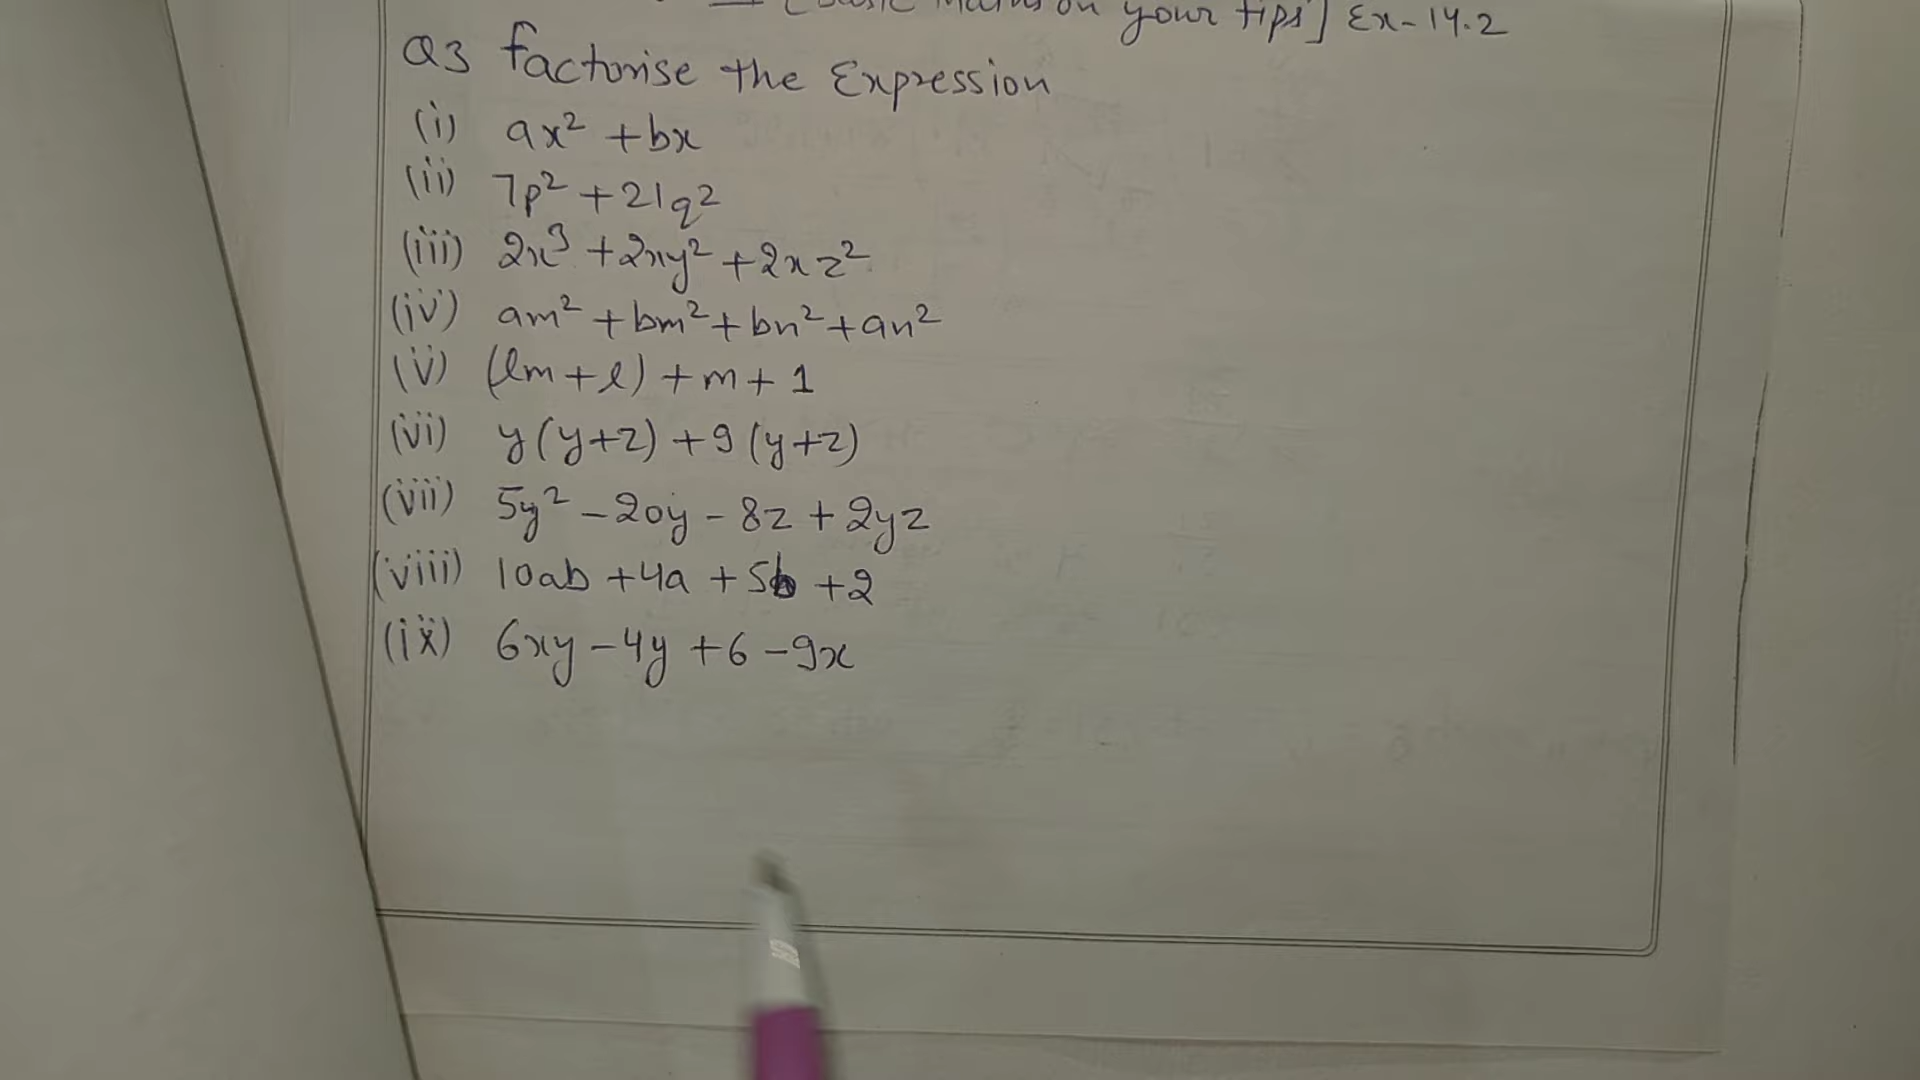 your tips] Ex-14.2
Q3 factorise the Expression
(i) ax² + bx
(ii) 7p² + 21q²
(iii) 2x³ + 2xy² + 2xz²
(iv) am² + bm² + bn² + an²
(v) (lm + l) + m + 1
(vi) y(y+z) + 9(y+z)
(vii) 5y² - 20y - 8z + 2yz
(viii) 10ab + 4a + 5b + 2
(ix) 6xy - 4y + 6 - 9x